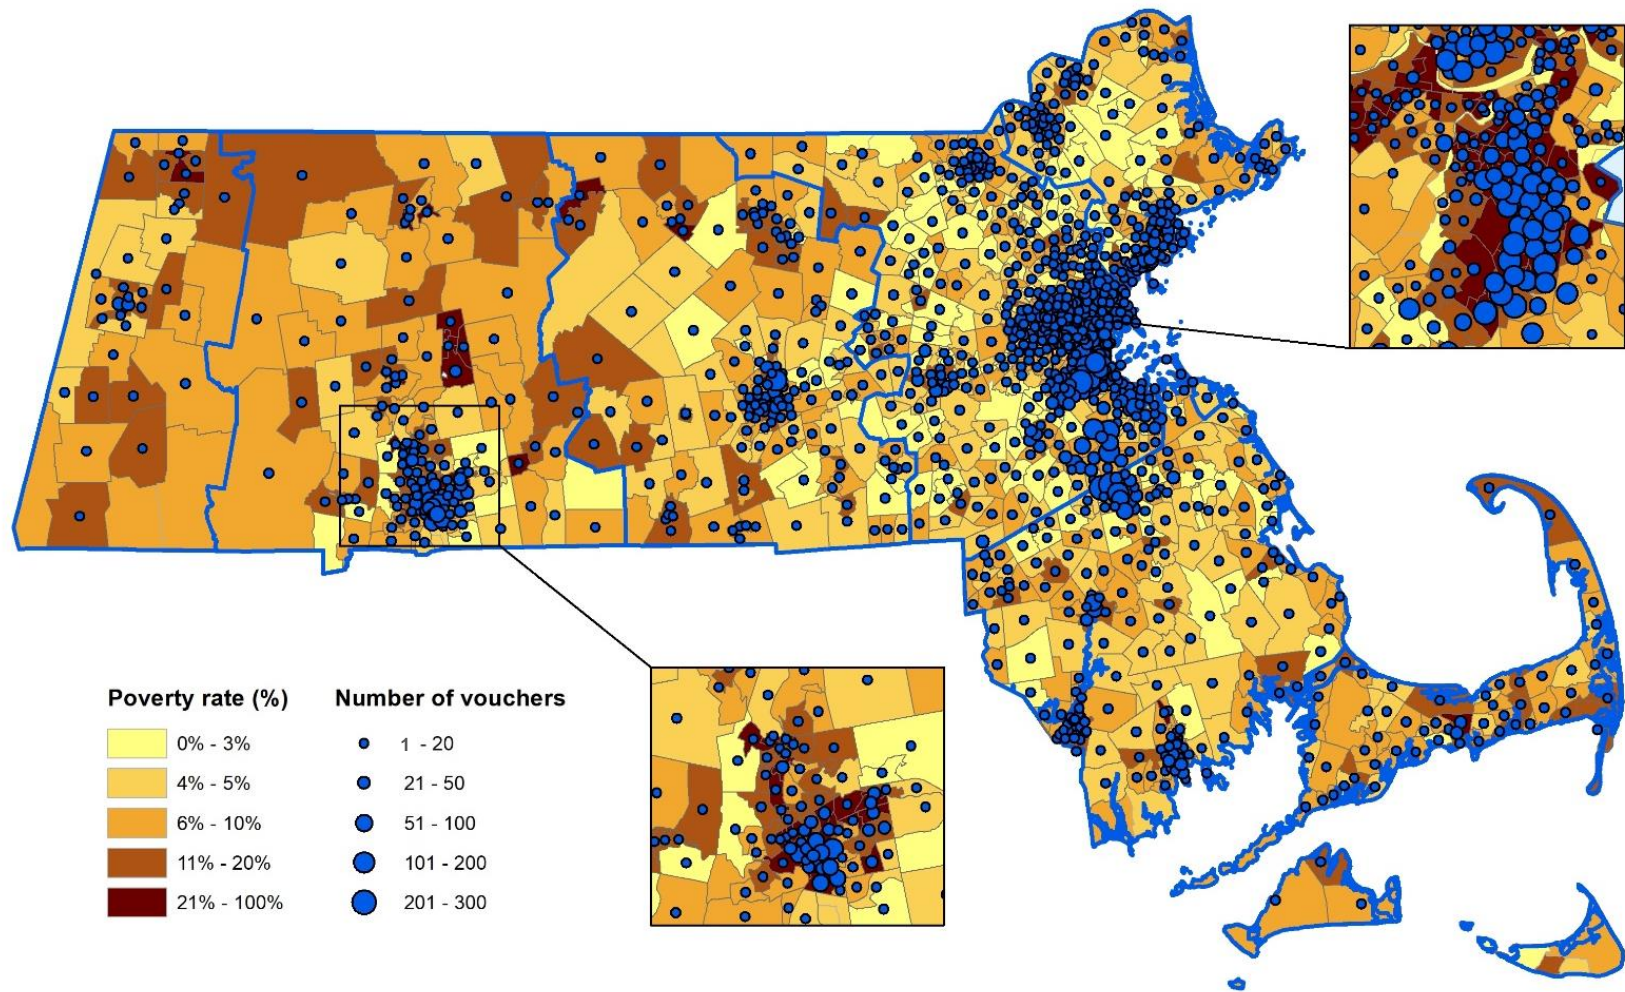 Poverty rate (%)
0% - 3%
4% - 5%
6% - 10%
11% - 20%
21% - 100%
Number of vouchers
1 - 20
21 - 50
51 - 100
101 - 200
201 - 300